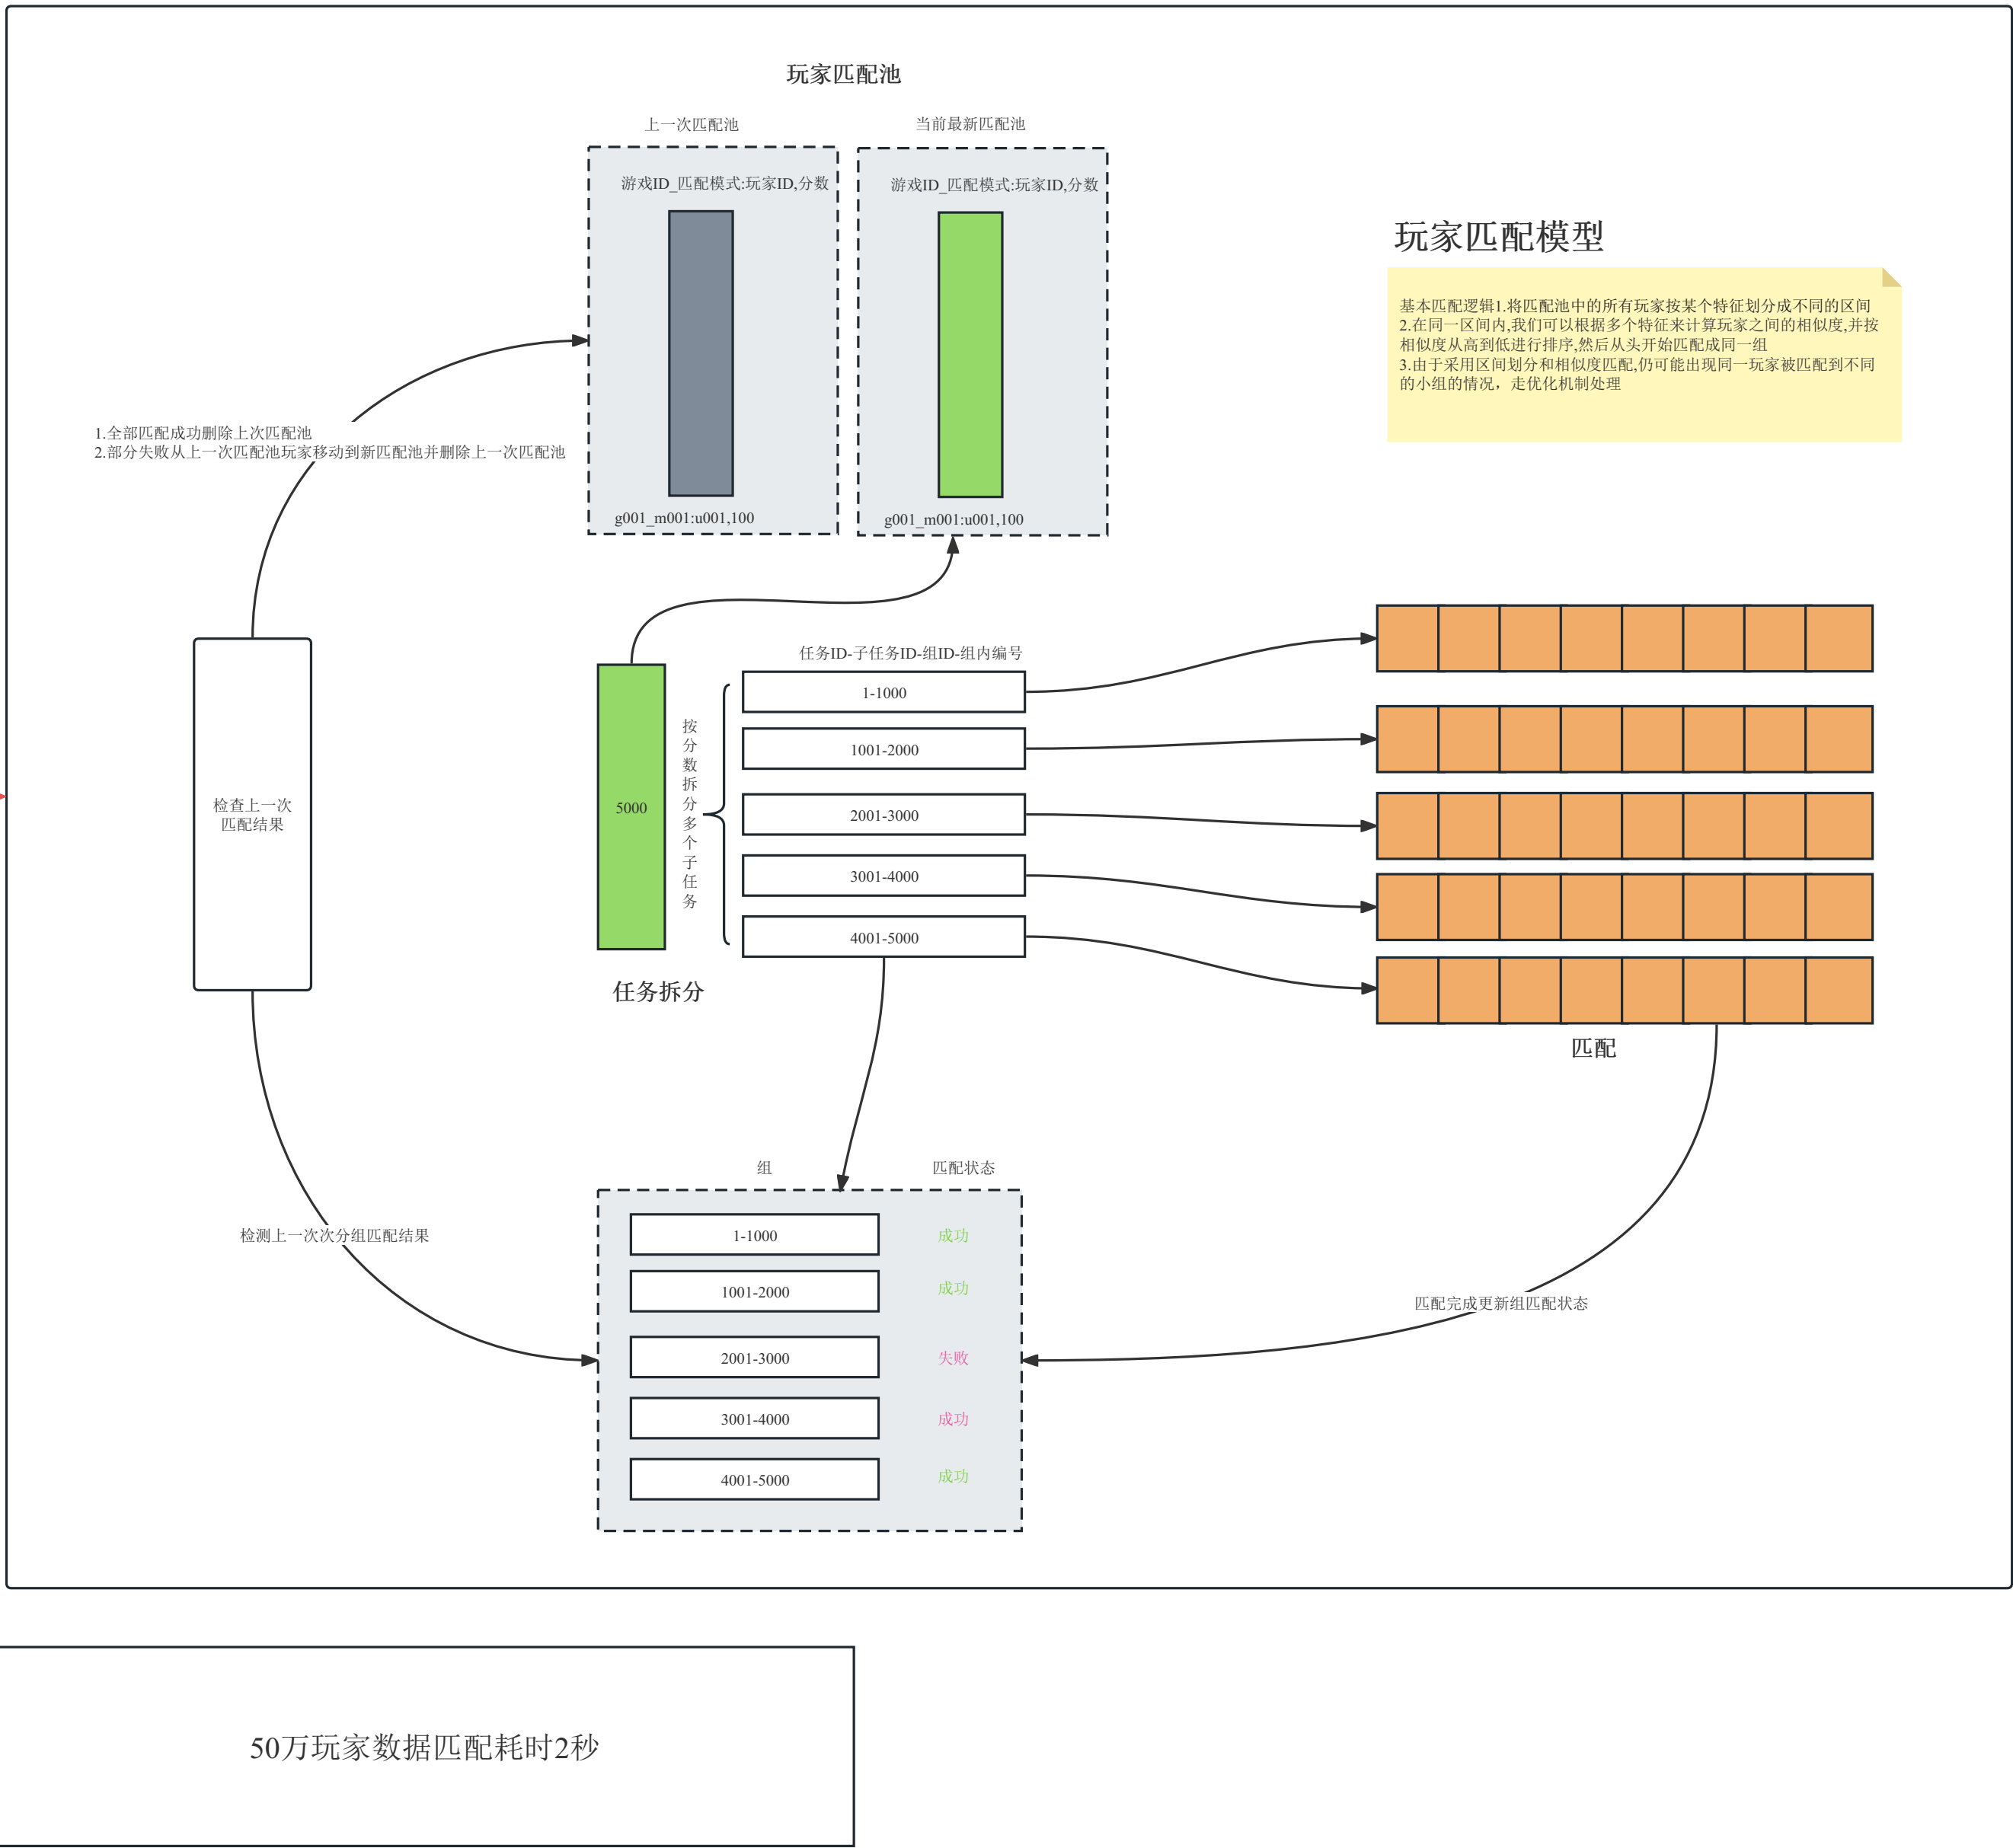 玩家匹配池
上一次匹配池
当前最新匹配池
游戏ID_匹配模式:玩家ID,分数
游戏ID_匹配模式:玩家ID,分数
g001_m001:u001,100
g001_m001:u001,100
玩家匹配模型
基本匹配逻辑1.将匹配池中的所有玩家按某个特征划分成不同的区间
2.在同一区间内,我们可以根据多个特征来计算玩家之间的相似度,并按
相似度从高到低进行排序,然后从头开始匹配成同一组
3.由于采用区间划分和相似度匹配,仍可能出现同一玩家被匹配到不同
的小组的情况，走优化机制处理
1.全部匹配成功删除上次匹配池
2.部分失败从上一次匹配池玩家移动到新匹配池并删除上一次匹配池
检查上一次
匹配结果
5000
按分数拆分多个子任务
任务ID-子任务ID-组ID-组内编号
1-1000
1001-2000
2001-3000
3001-4000
4001-5000
任务拆分
匹配
组
匹配状态
1-1000
成功
1001-2000
成功
2001-3000
失败
3001-4000
成功
4001-5000
成功
检测上一次次分组匹配结果
匹配完成更新组匹配状态
50万玩家数据匹配耗时2秒